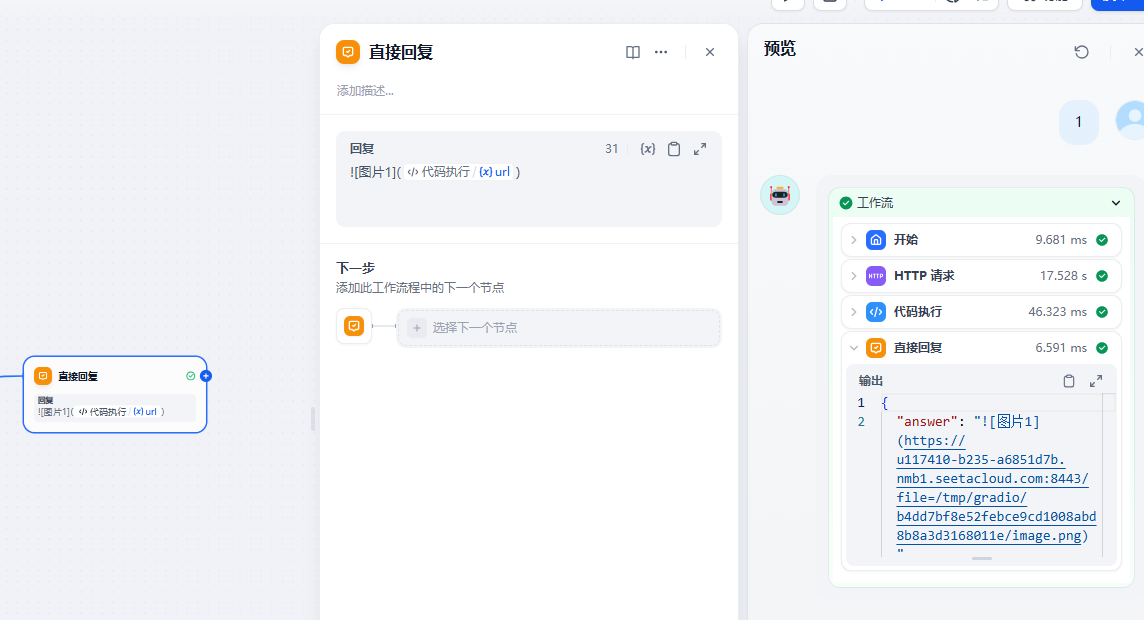 直接回复
添加描述...
回复
31
{x}
![图片1]( </> 代码执行 / {x} url )
下一步
添加此工作流程中的下一个节点
+ 选择下一个节点
直接回复
回复
![图片1]( </> 代码执行 / {x} url )
预览
1
工作流
开始 9.681 ms
HTTP HTTP 请求 17.528 s
代码执行 46.323 ms
直接回复 6.591 ms
输出
1 {
2 "answer": "![图片1]
(https://
u117410-b235-a6851d7b.
nmb1.seetacloud.com:8443/
file=/tmp/gradio/
b4dd7bf8e52febce9cd1008abd
8b8a3d3168011e/image.png)
"